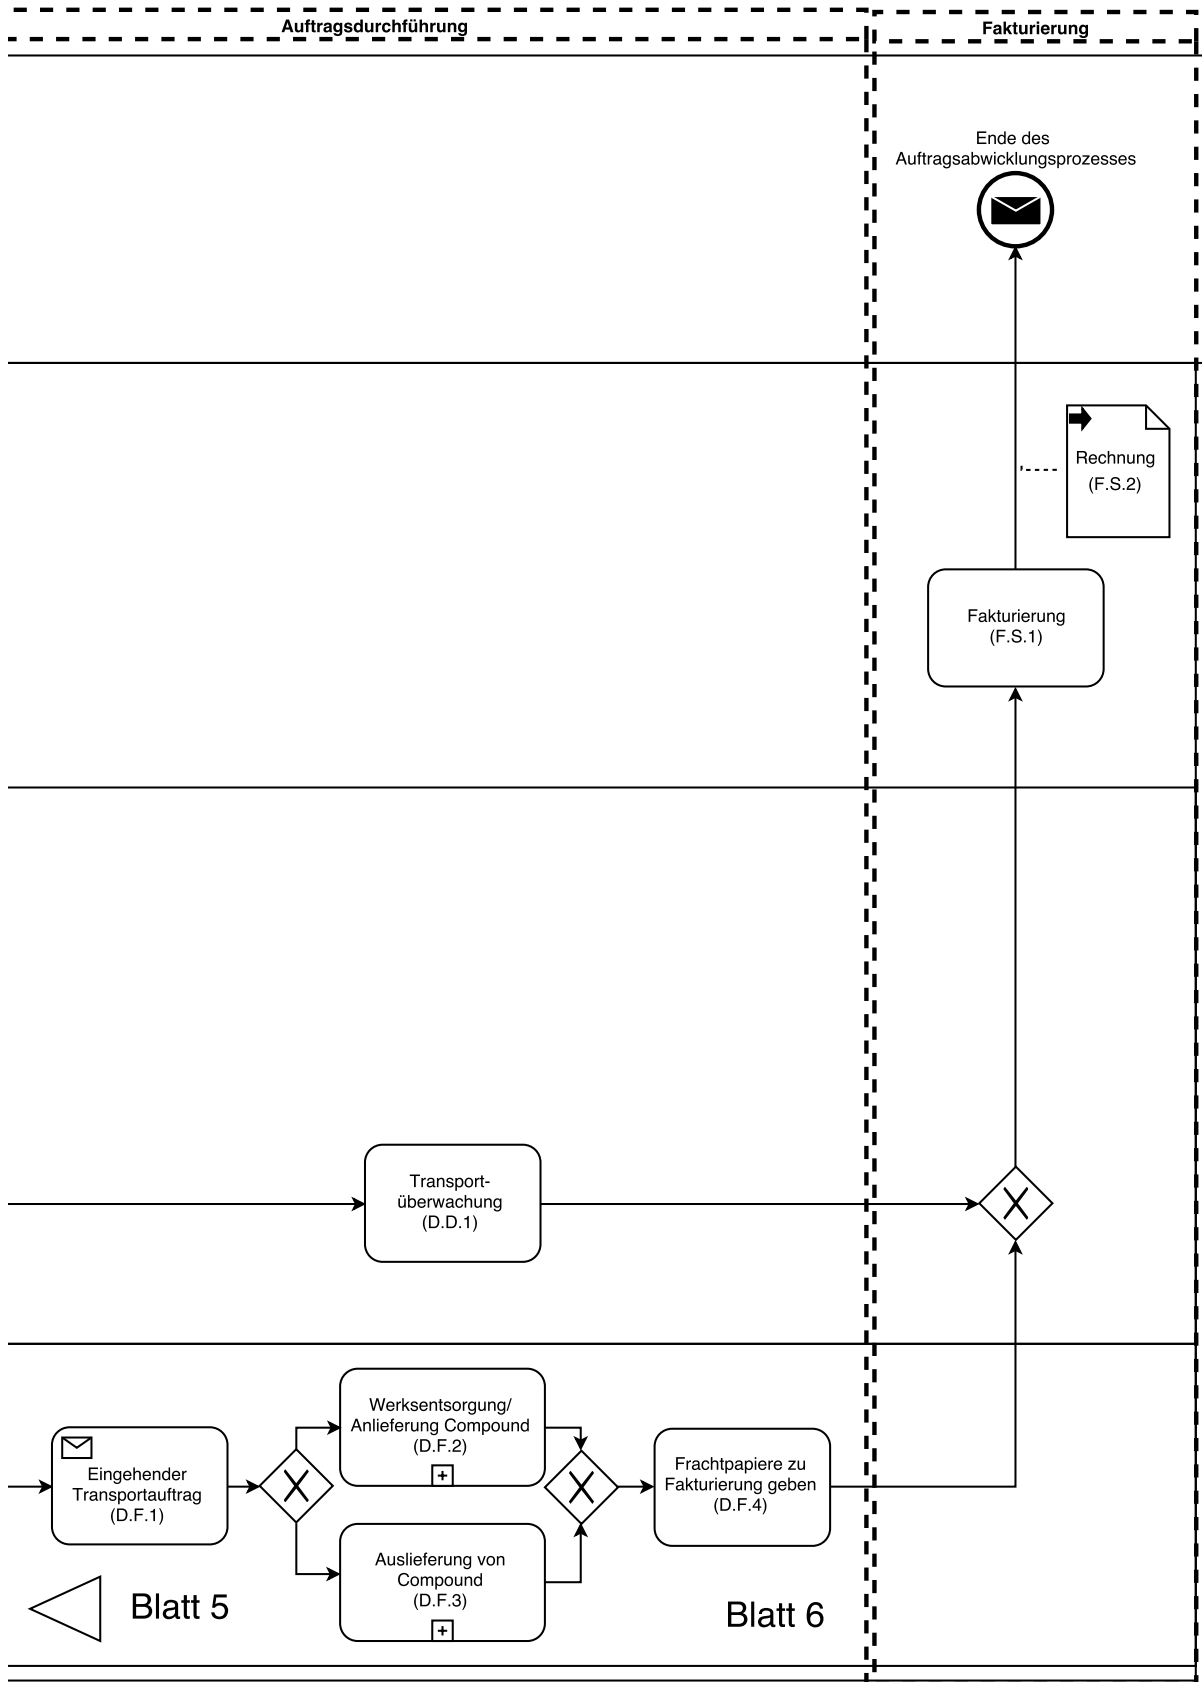 Auftragsdurchführung
Fakturierung
Ende des
Auftragsabwicklungsprozesses
Rechnung
(F.S.2)
Fakturierung
(F.S.1)
Transport-
überwachung
(D.D.1)
Werksentsorgung/
Anlieferung Compound
(D.F.2)
Eingehender
Transportauftrag
(D.F.1)
Frachtpapiere zu
Fakturierung geben
(D.F.4)
Auslieferung von
Compound
(D.F.3)
Blatt 5
Blatt 6